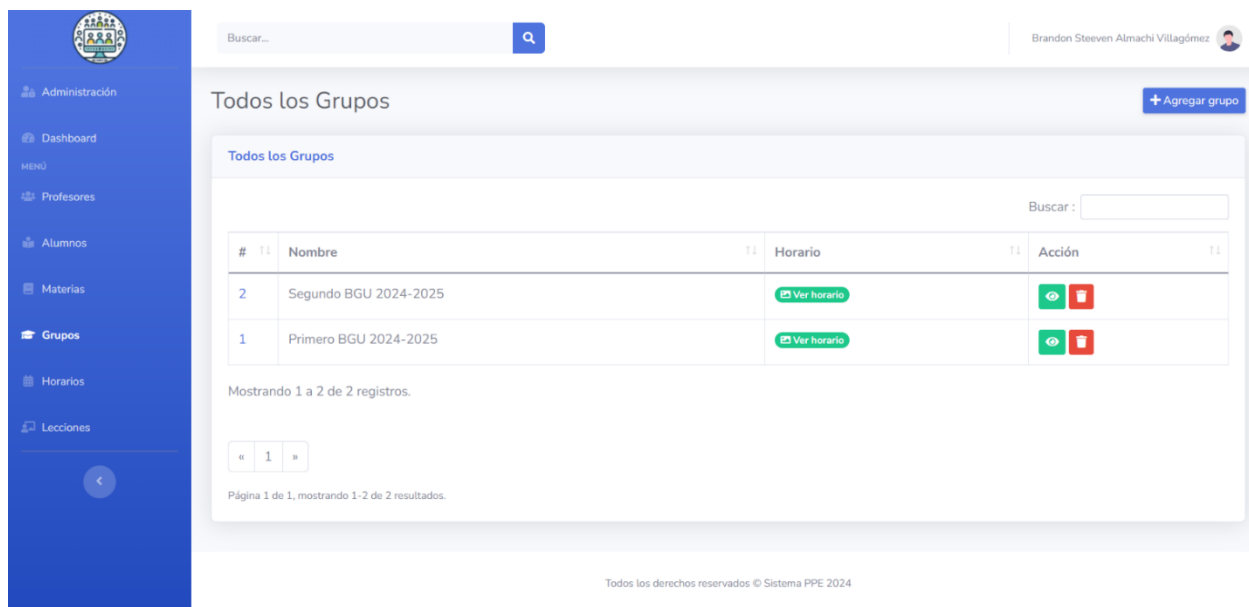 Buscar...
Brandon Steeven Almachi Villagómez
Administración
Dashboard
MENÚ
Profesores
Alumnos
Materias
Grupos
Horarios
Lecciones
Todos los Grupos
Agregar grupo
Todos los Grupos
Buscar :
# Nombre Horario Acción
2 Segundo BGU 2024-2025 Ver horario
1 Primero BGU 2024-2025 Ver horario
Mostrando 1 a 2 de 2 registros.
« 1 »
Página 1 de 1, mostrando 1-2 de 2 resultados.
Todos los derechos reservados © Sistema PPE 2024